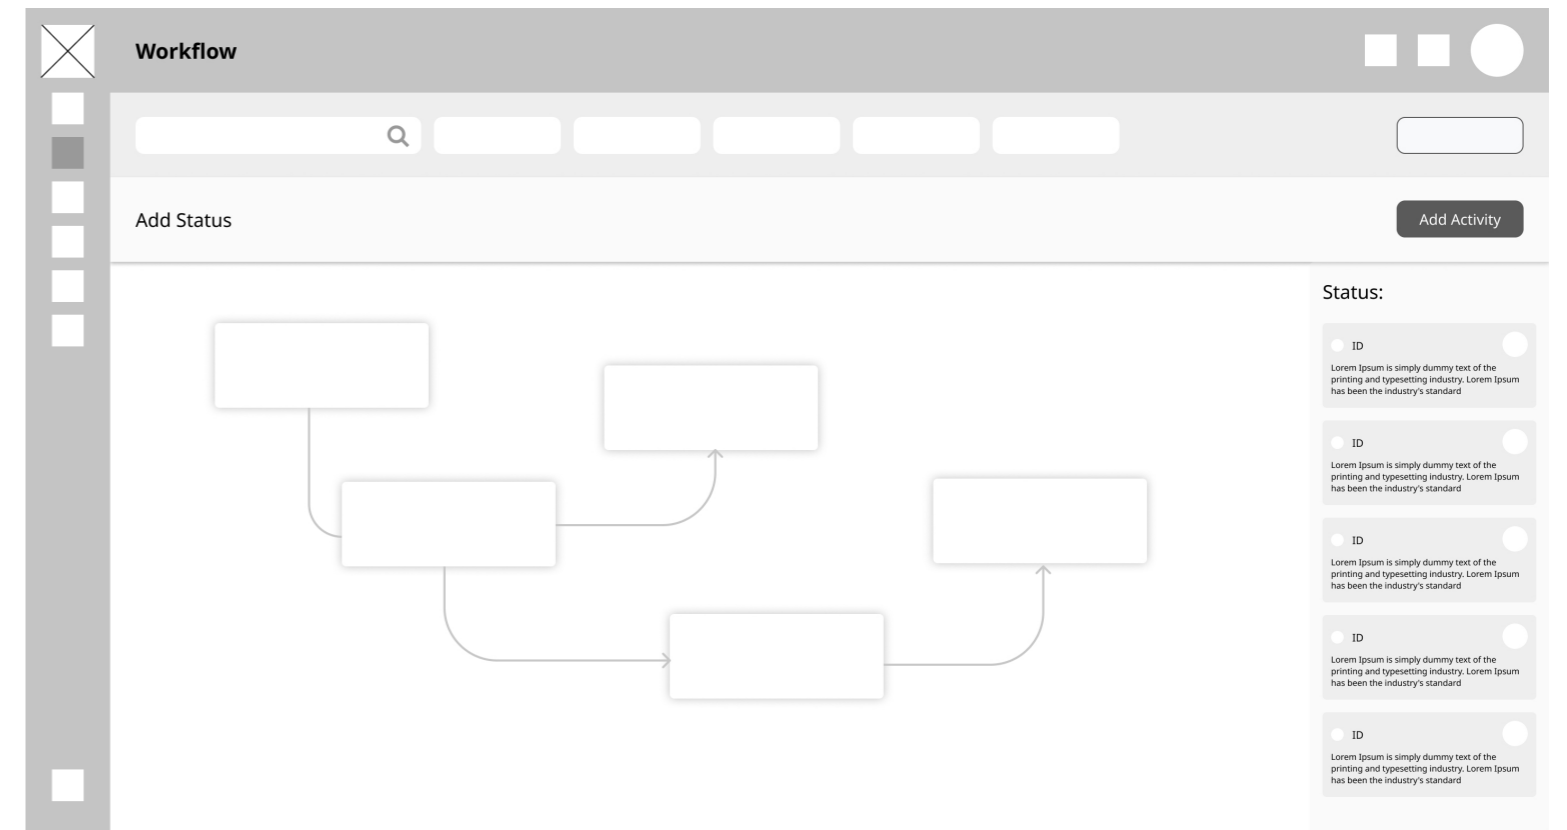 Workflow
Add Status
Add Activity
Status:
ID
Lorem Ipsum is simply dummy text of the
printing and typesetting industry. Lorem Ipsum
has been the industry's standard
ID
Lorem Ipsum is simply dummy text of the
printing and typesetting industry. Lorem Ipsum
has been the industry's standard
ID
Lorem Ipsum is simply dummy text of the
printing and typesetting industry. Lorem Ipsum
has been the industry's standard
ID
Lorem Ipsum is simply dummy text of the
printing and typesetting industry. Lorem Ipsum
has been the industry's standard
ID
Lorem Ipsum is simply dummy text of the
printing and typesetting industry. Lorem Ipsum
has been the industry's standard